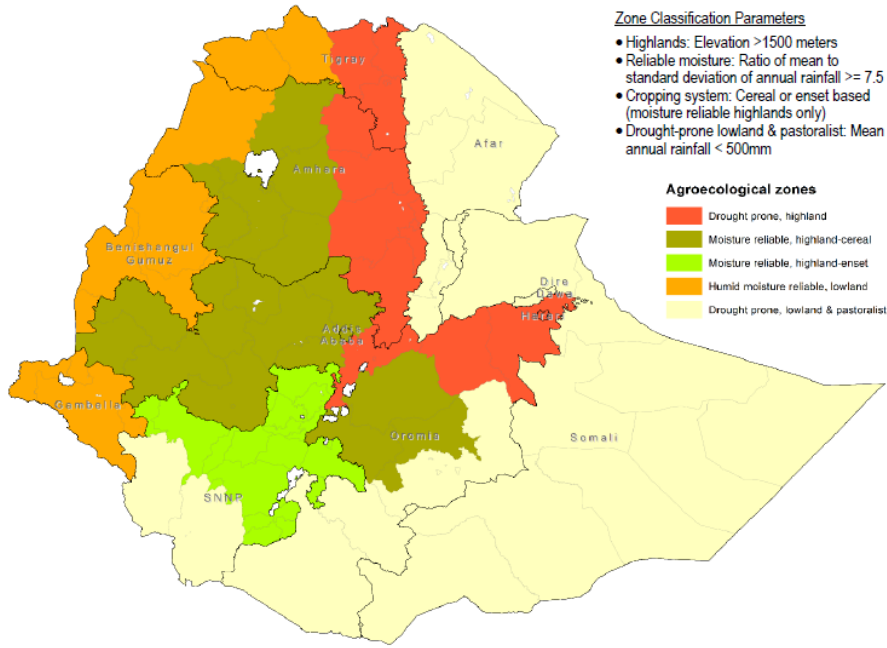 Zone Classification Parameters
• Highlands: Elevation >1500 meters
• Reliable moisture: Ratio of mean to
standard deviation of annual rainfall >= 7.5
• Cropping system: Cereal or enset based
(moisture reliable highlands only)
• Drought-prone lowland & pastoralist: Mean
annual rainfall < 500mm
Agroecological zones
Drought prone, highland
Moisture reliable, highland-cereal
Moisture reliable, highland-enset
Humid moisture reliable, lowland
Drought prone, lowland & pastoralist
Tigray
Afar
Amhara
Benishangul
Gumuz
Dire
Dawa
Harari
Addis
Ababa
Gambella
Oromia
Somali
SNNP